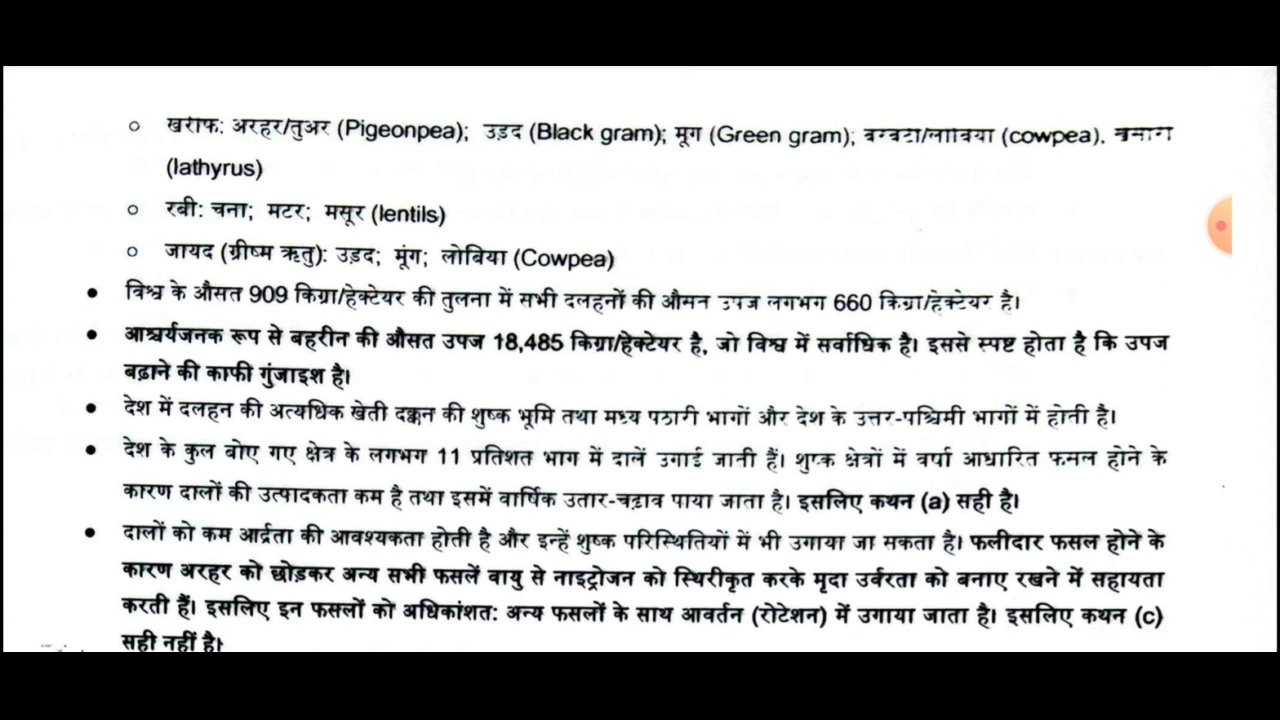 ○ खरीफ: अरहर/तुअर (Pigeonpea); उड़द (Black gram); मूग (Green gram); बरबटी/लोबिया (cowpea),
(lathyrus)
○ रबी: चना; मटर; मसूर (lentils)
○ जायद (ग्रीष्म ऋतु): उड़द; मूंग; लोबिया (Cowpea)
● विश्व के औसत 909 किग्रा/हेक्टेयर की तुलना में सभी दलहनों की औसत उपज लगभग 660 किग्रा/हेक्टेयर है।
● आश्चर्यजनक रूप से बहरीन की औसत उपज 18,485 किग्रा/हेक्टेयर है, जो विश्व में सर्वाधिक है। इससे स्पष्ट होता है कि उपज
बढ़ाने की काफी गुंजाइश है।
● देश में दलहन की अत्यधिक खेती दक्कन की शुष्क भूमि तथा मध्य पठारी भागों और देश के उत्तर-पश्चिमी भागों में होती है।
● देश के कुल बोए गए क्षेत्र के लगभग 11 प्रतिशत भाग में दालें उगाई जाती हैं। शुष्क क्षेत्रों में वर्षा आधारित फसल होने के
कारण दालों की उत्पादकता कम है तथा इसमें वार्षिक उतार-चढ़ाव पाया जाता है। इसलिए कथन (a) सही है।
● दालों को कम आर्द्रता की आवश्यकता होती है और इन्हें शुष्क परिस्थितियों में भी उगाया जा सकता है। फलीदार फसल होने के
कारण अरहर को छोड़कर अन्य सभी फसलें वायु से नाइट्रोजन को स्थिरीकृत करके मृदा उर्वरता को बनाए रखने में सहायता
करती हैं। इसलिए इन फसलों को अधिकांशत: अन्य फसलों के साथ आवर्तन (रोटेशन) में उगाया जाता है। इसलिए कथन (c)
सही नहीं है।